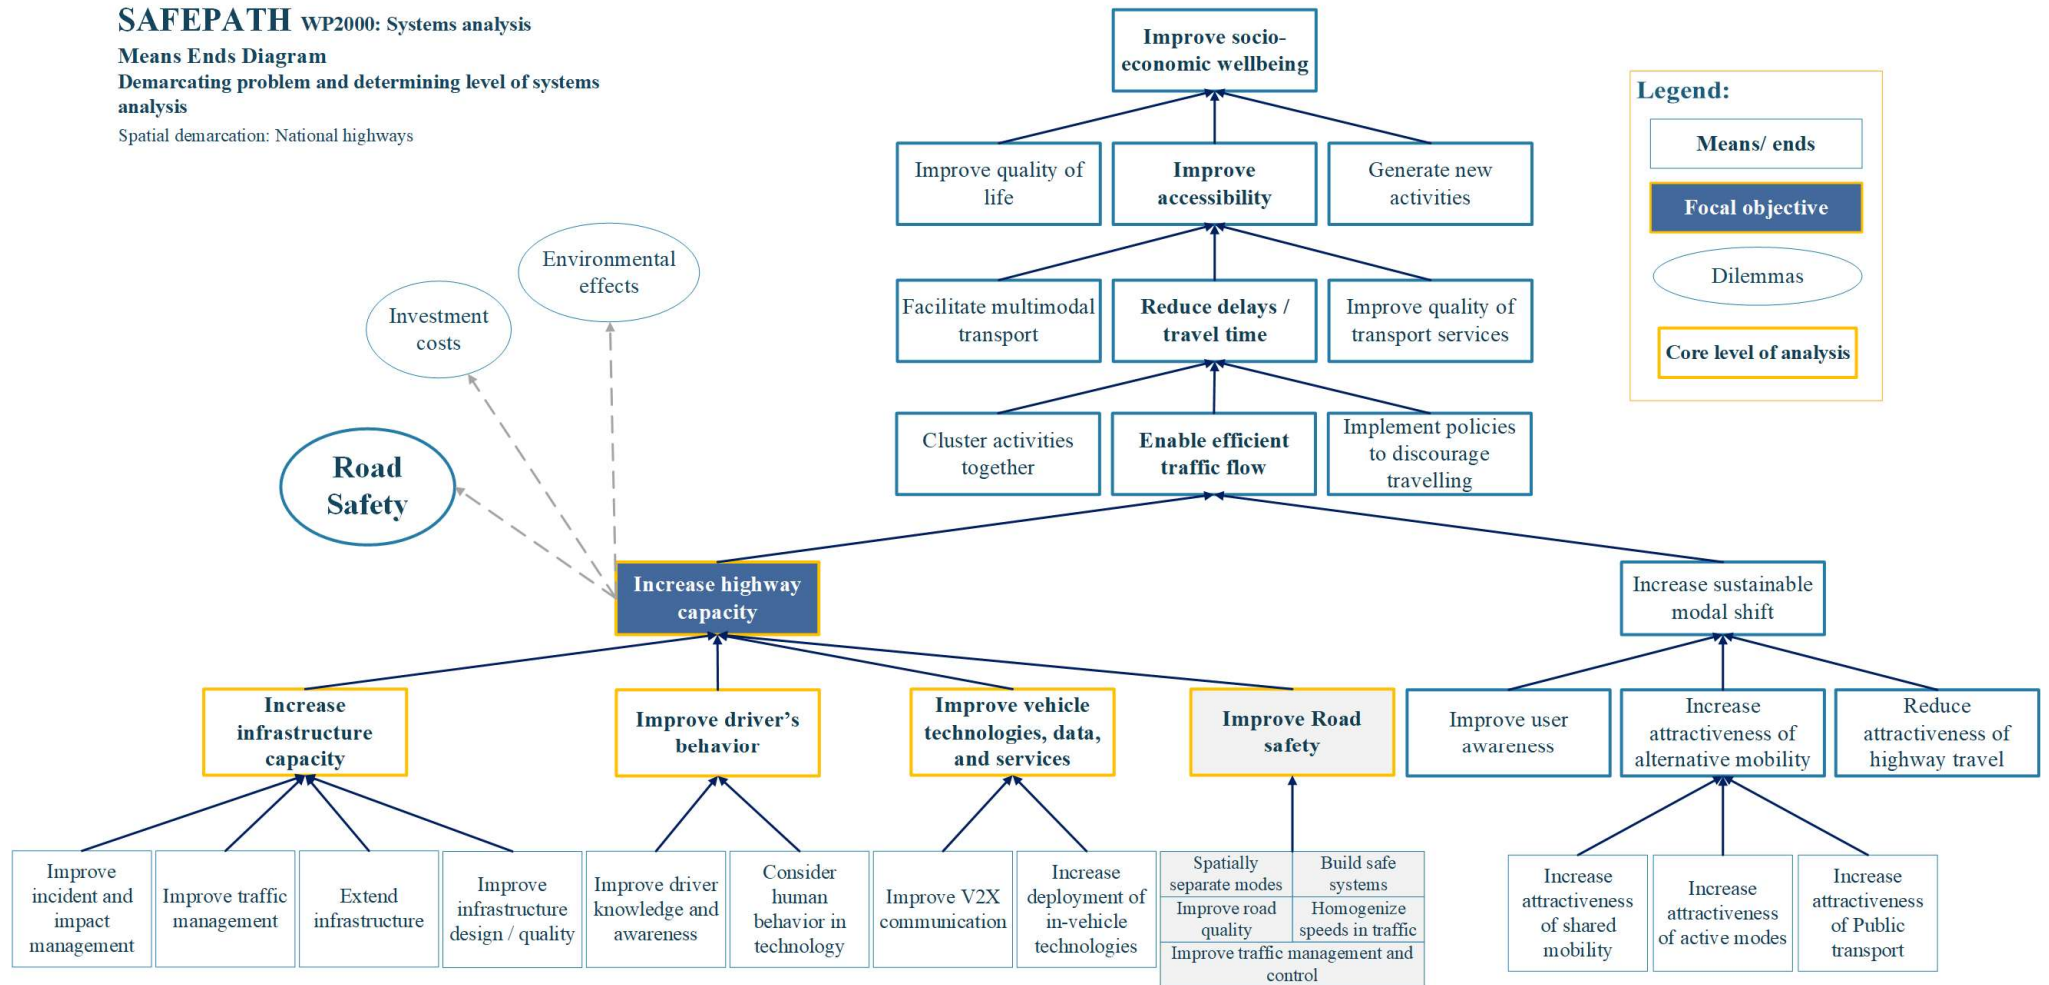 SAFEPATH WP2000: Systems analysis
Means Ends Diagram
Demarcating problem and determining level of systems
analysis
Spatial demarcation: National highways
Improve socio-
economic wellbeing
Legend:
Means/ ends
Focal objective
Dilemmas
Core level of analysis
Improve quality of
life
Improve
accessibility
Generate new
activities
Environmental
effects
Investment
costs
Road
Safety
Facilitate multimodal
transport
Reduce delays /
travel time
Improve quality of
transport services
Cluster activities
together
Enable efficient
traffic flow
Implement policies
to discourage
travelling
Increase highway
capacity
Increase sustainable
modal shift
Increase
infrastructure
capacity
Improve driver’s
behavior
Improve vehicle
technologies, data,
and services
Improve Road
safety
Improve user
awareness
Increase
attractiveness of
alternative mobility
Reduce
attractiveness of
highway travel
Improve
incident and
impact
management
Improve traffic
management
Extend
infrastructure
Improve
infrastructure
design / quality
Improve driver
knowledge and
awareness
Consider
human
behavior in
technology
Improve V2X
communication
Increase
deployment of
in-vehicle
technologies
Spatially
separate modes
Build safe
systems
Improve road
quality
Homogenize
speeds in traffic
Improve traffic management and
control
Increase
attractiveness
of shared
mobility
Increase
attractiveness
of active modes
Increase
attractiveness
of Public
transport